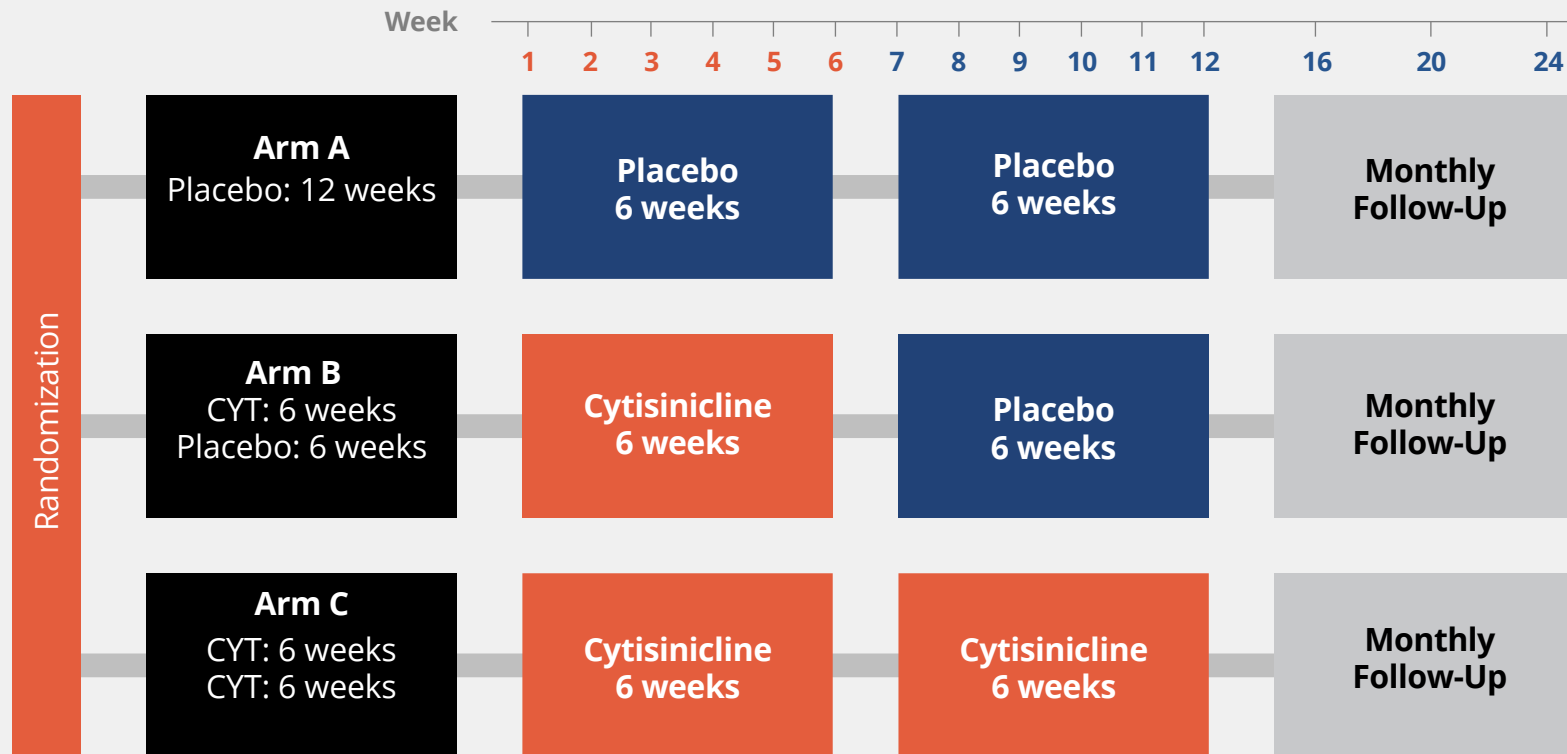 Week
1 2 3 4 5 6 7 8 9 10 11 12 16 20 24
Randomization
Arm A
Placebo: 12 weeks
Placebo
6 weeks
Placebo
6 weeks
Monthly
Follow-Up
Arm B
CYT: 6 weeks
Placebo: 6 weeks
Cytisinicline
6 weeks
Placebo
6 weeks
Monthly
Follow-Up
Arm C
CYT: 6 weeks
CYT: 6 weeks
Cytisinicline
6 weeks
Cytisinicline
6 weeks
Monthly
Follow-Up